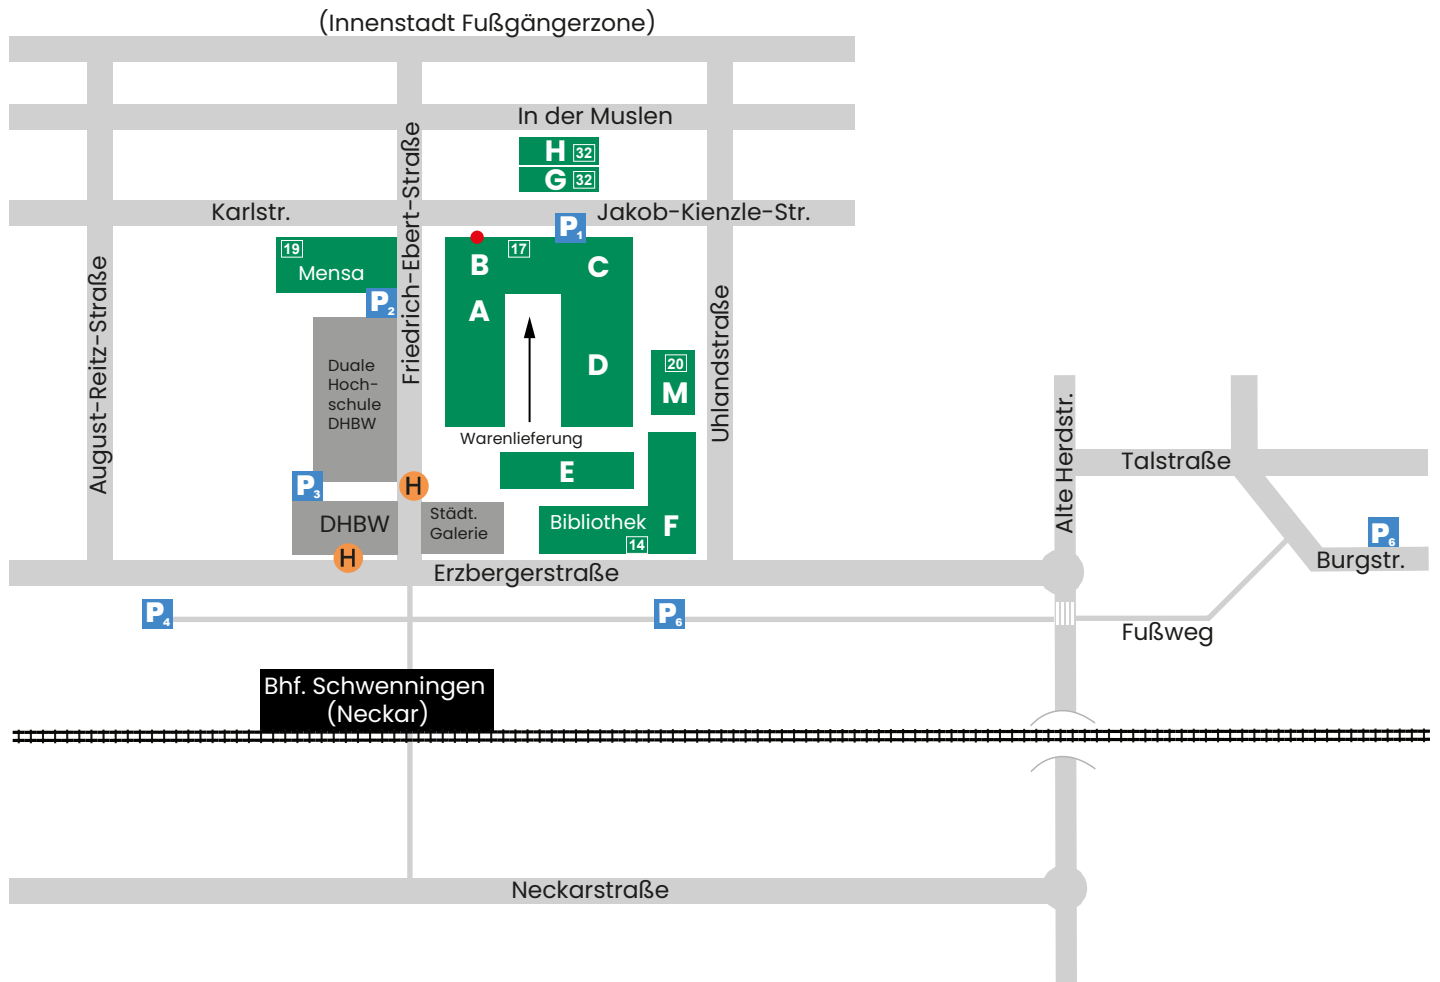 (Innenstadt Fußgängerzone)
In der Muslen
H 32
G 32
Karlstr.
Jakob-Kienzle-Str.
P1
19
Mensa
P2
B
17
C
A
D
20
M
Friedrich-Ebert-Straße
August-Reitz-Straße
Uhlandstraße
Duale
Hoch-
schule
DHBW
Warenlieferung
E
P3
H
DHBW
H
Städt.
Galerie
Bibliothek
14
F
Erzbergerstraße
Alte Herdstr.
Talstraße
P6
Burgstr.
P4
P6
Fußweg
Bhf. Schwenningen
(Neckar)
Neckarstraße